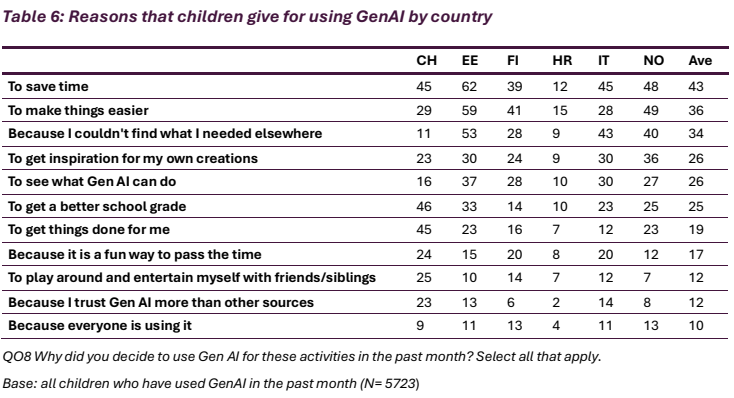 Table 6: Reasons that children give for using GenAI by country
CH EE FI HR IT NO Ave
To save time 45 62 39 12 45 48 43
To make things easier 29 59 41 15 28 49 36
Because I couldn't find what I needed elsewhere 11 53 28 9 43 40 34
To get inspiration for my own creations 23 30 24 9 30 36 26
To see what Gen AI can do 16 37 28 10 30 27 26
To get a better school grade 46 33 14 10 23 25 25
To get things done for me 45 23 16 7 12 23 19
Because it is a fun way to pass the time 24 15 20 8 20 12 17
To play around and entertain myself with friends/siblings 25 10 14 7 12 7 12
Because I trust Gen AI more than other sources 23 13 6 2 14 8 12
Because everyone is using it 9 11 13 4 11 13 10
QO8 Why did you decide to use Gen AI for these activities in the past month? Select all that apply.
Base: all children who have used GenAI in the past month (N= 5723)